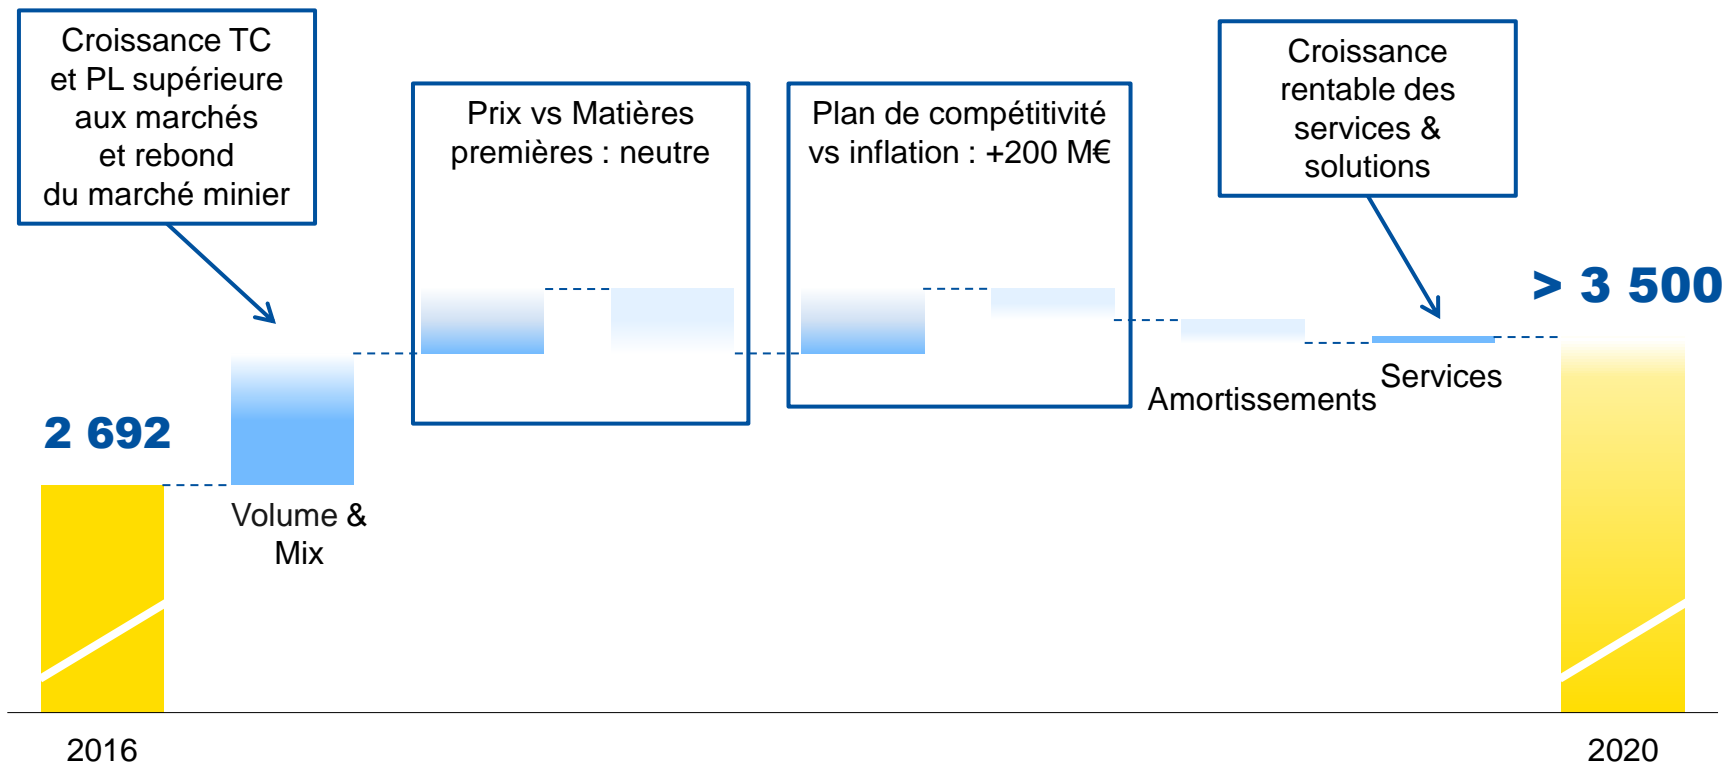 Croissance TC
et PL supérieure
aux marchés
et rebond
du marché minier
Prix vs Matières
premières : neutre
Plan de compétitivité
vs inflation : +200 M€
Croissance
rentable des
services &
solutions
> 3 500
2 692
Volume &
Mix
Amortissements
Services
2016
2020